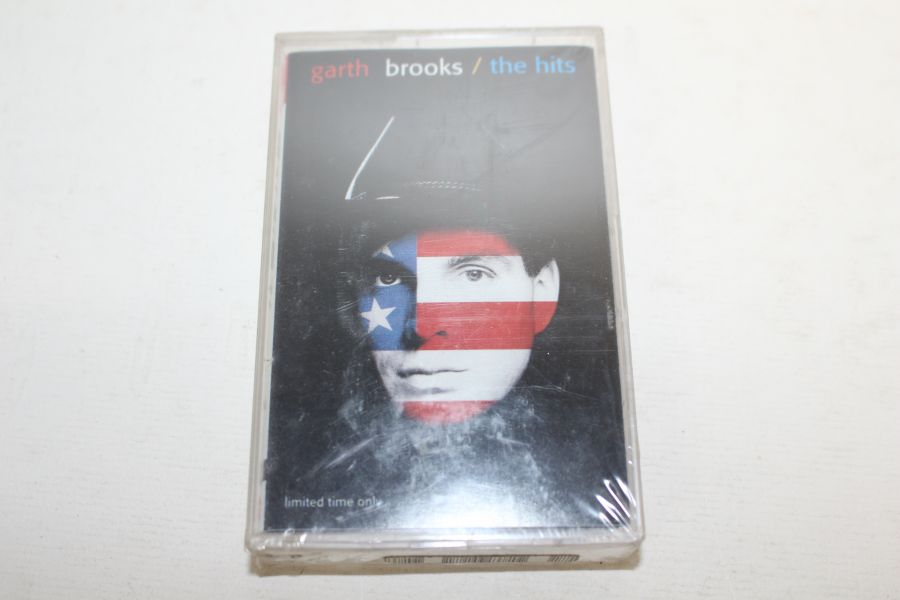 garth brooks / the hits
limited time only